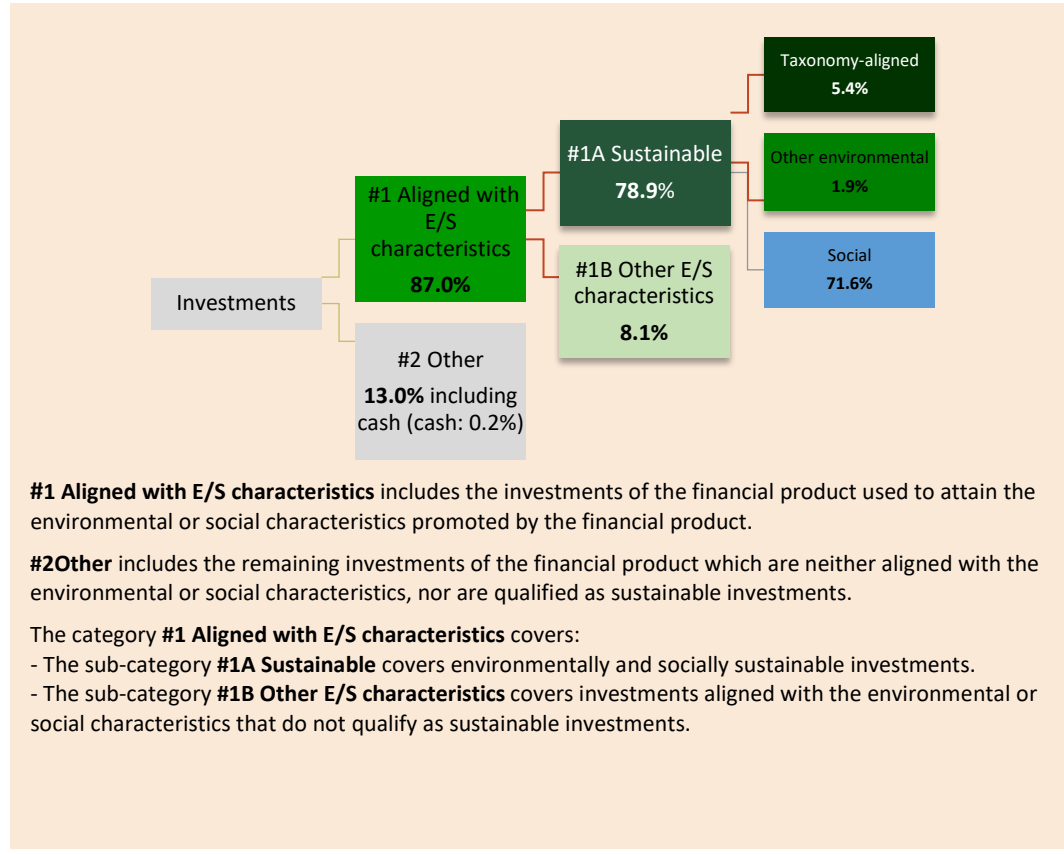 Taxonomy-aligned
5.4%
#1A Sustainable
78.9%
Other environmental
1.9%
#1 Aligned with
E/S
characteristics
87.0%
Social
71.6%
#1B Other E/S
characteristics
8.1%
Investments
#2 Other
13.0% including
cash (cash: 0.2%)
#1 Aligned with E/S characteristics includes the investments of the financial product used to attain the
environmental or social characteristics promoted by the financial product.
#2Other includes the remaining investments of the financial product which are neither aligned with the
environmental or social characteristics, nor are qualified as sustainable investments.
The category #1 Aligned with E/S characteristics covers:
- The sub-category #1A Sustainable covers environmentally and socially sustainable investments.
- The sub-category #1B Other E/S characteristics covers investments aligned with the environmental or
social characteristics that do not qualify as sustainable investments.